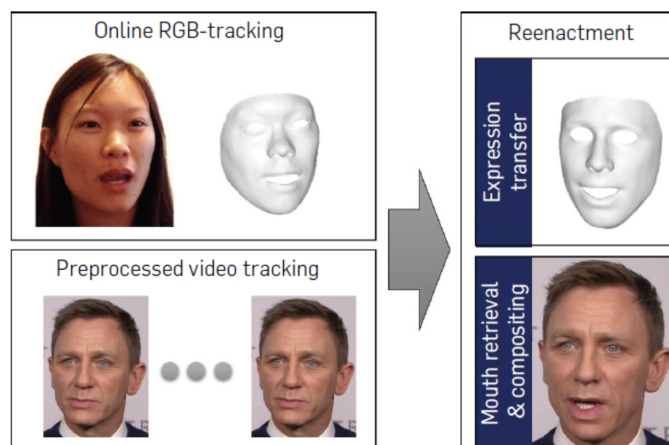 Online RGB-tracking
Preprocessed video tracking
Reenactment
Expression
transfer
Mouth retrieval
& compositing